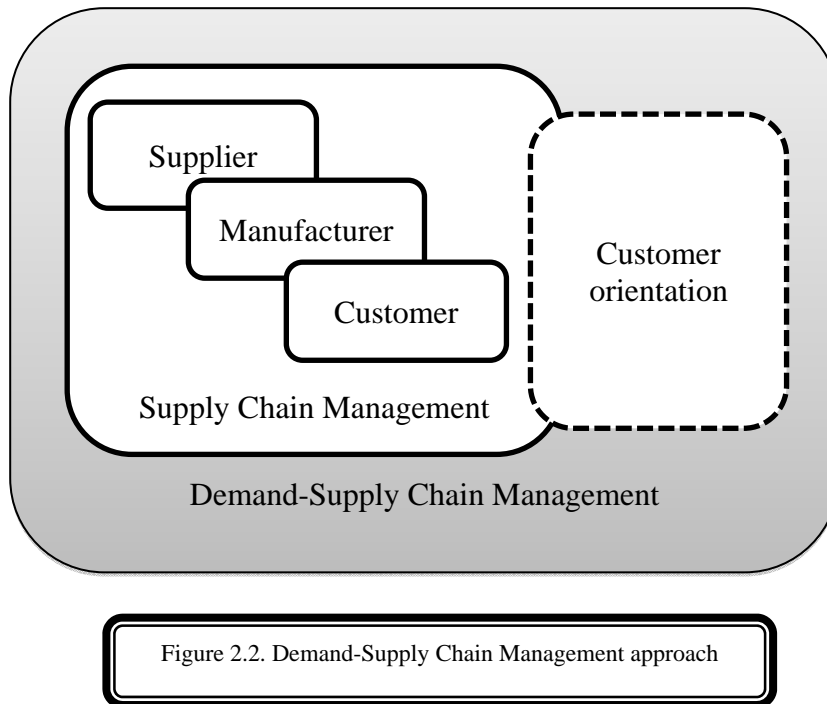 Supplier
Manufacturer
Customer
Customer
orientation
Supply Chain Management
Demand-Supply Chain Management
Figure 2.2. Demand-Supply Chain Management approach